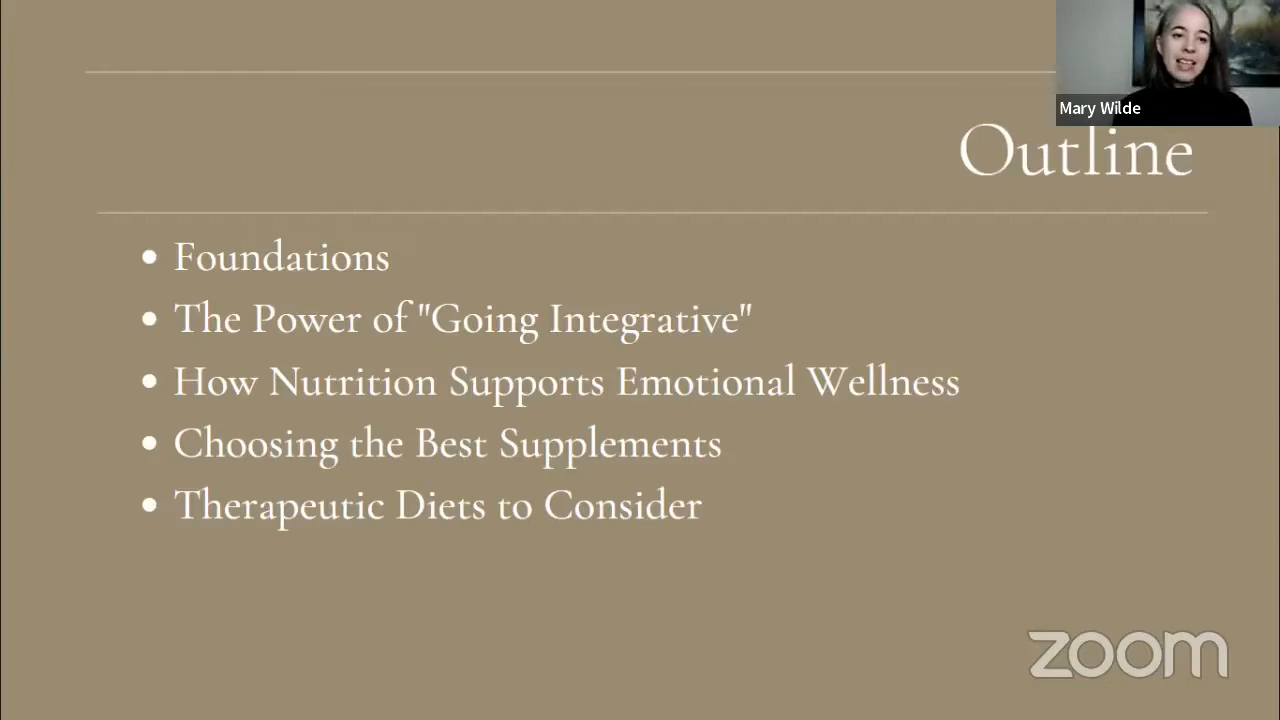 Mary Wilde
Outline
• Foundations
• The Power of "Going Integrative"
• How Nutrition Supports Emotional Wellness
• Choosing the Best Supplements
• Therapeutic Diets to Consider
zoom